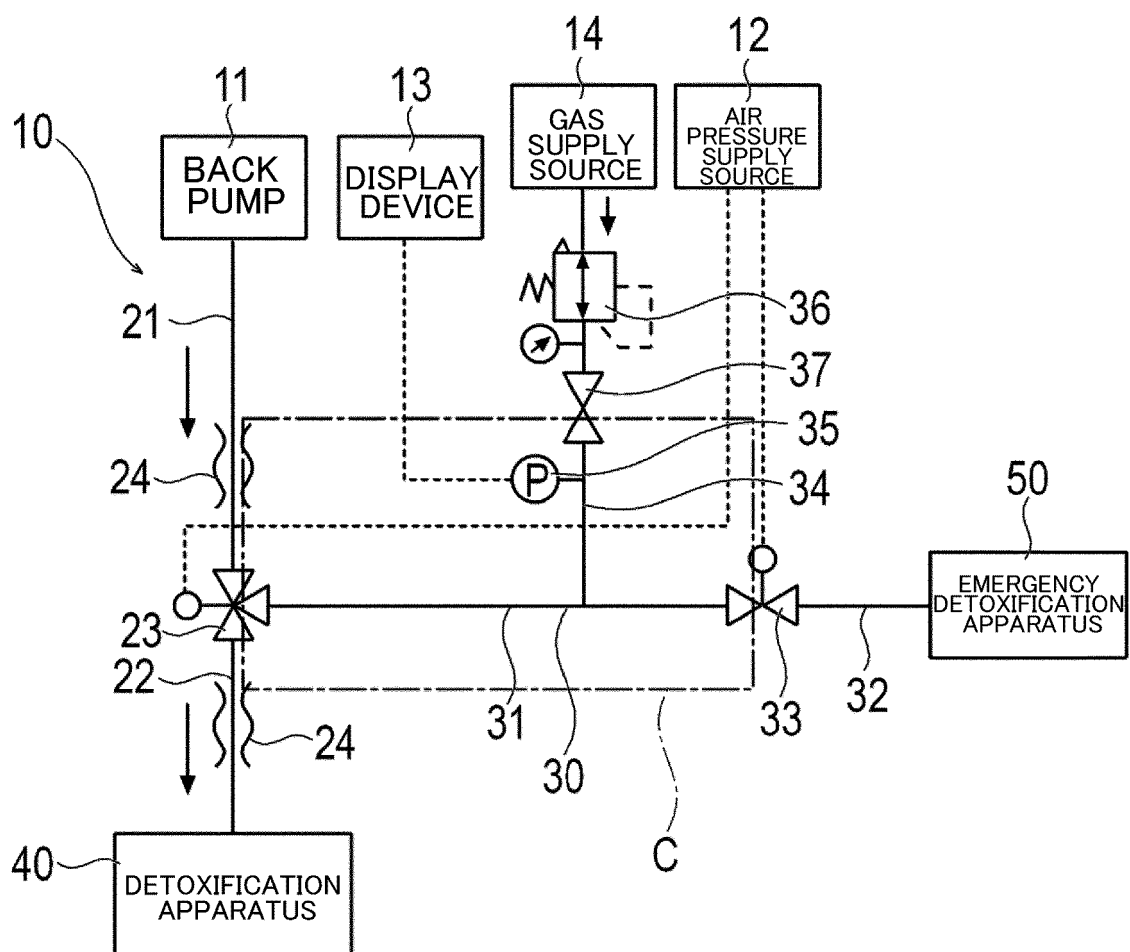 14
12
11
13
10
GAS
SUPPLY
SOURCE
AIR
PRESSURE
SUPPLY
SOURCE
BACK
PUMP
DISPLAY
DEVICE
21
36
37
35
24
P
34
50
EMERGENCY
DETOXIFICATION
APPARATUS
23
22
31
33
32
24
30
C
40
DETOXIFICATION
APPARATUS